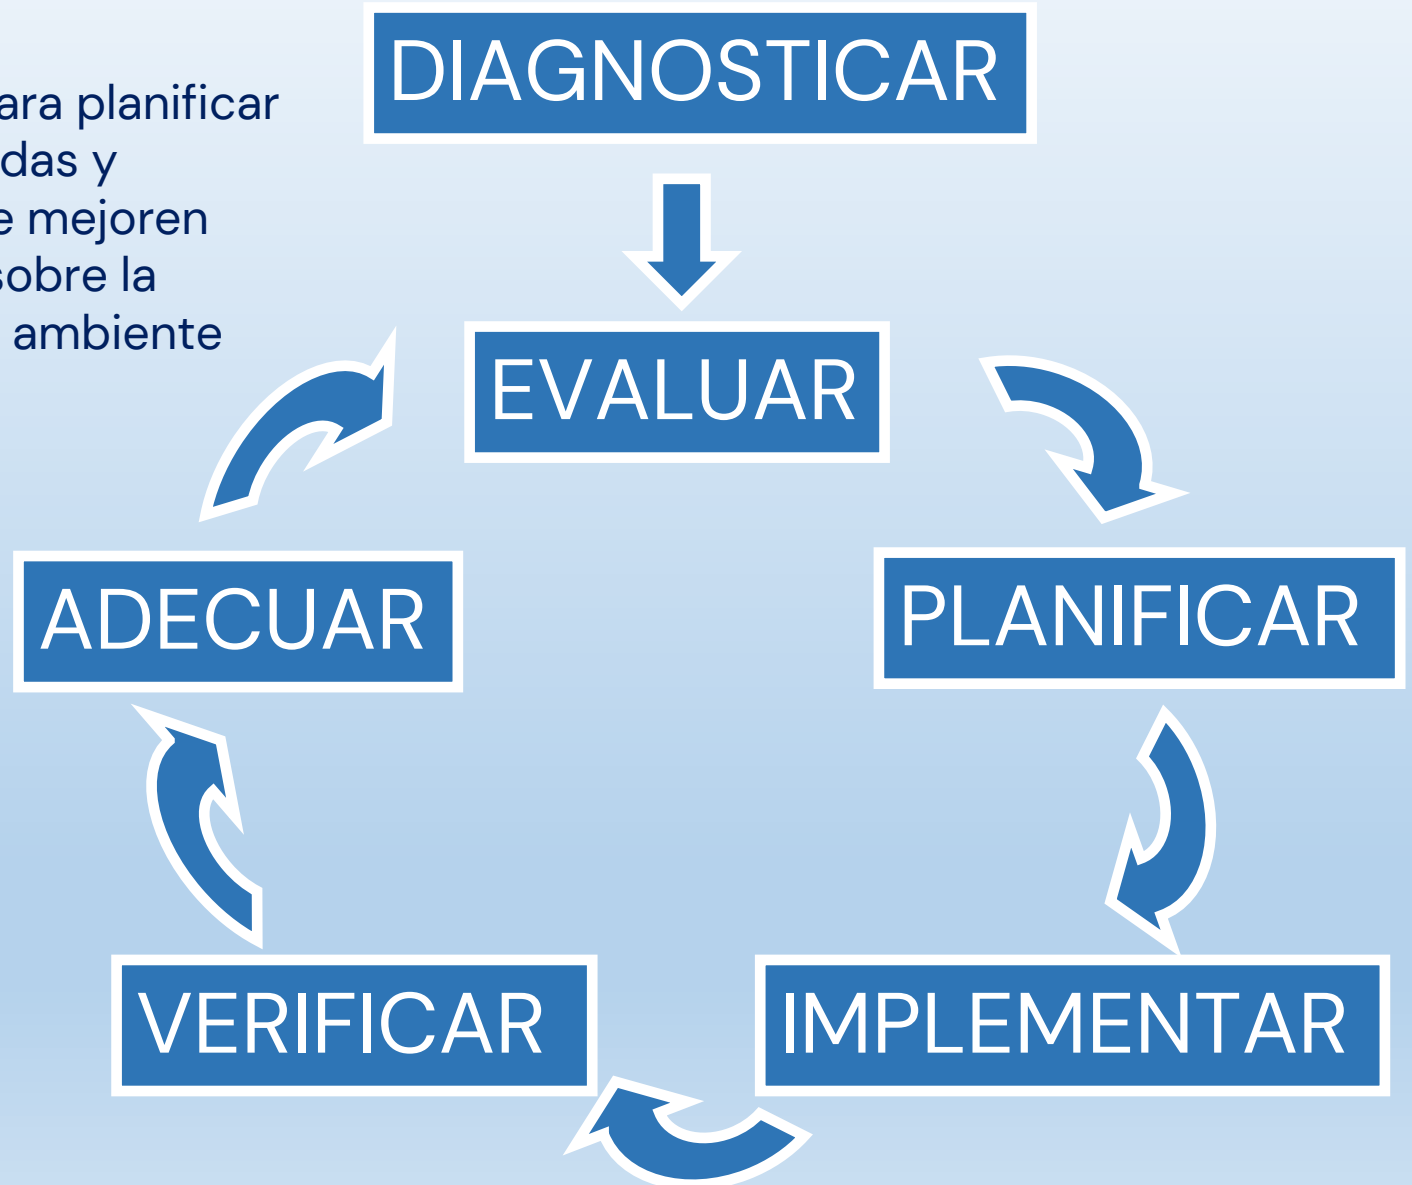 DIAGNOSTICAR
ara planificar
das y
e mejoren
sobre la
ambiente
EVALUAR
ADECUAR
PLANIFICAR
VERIFICAR
IMPLEMENTAR